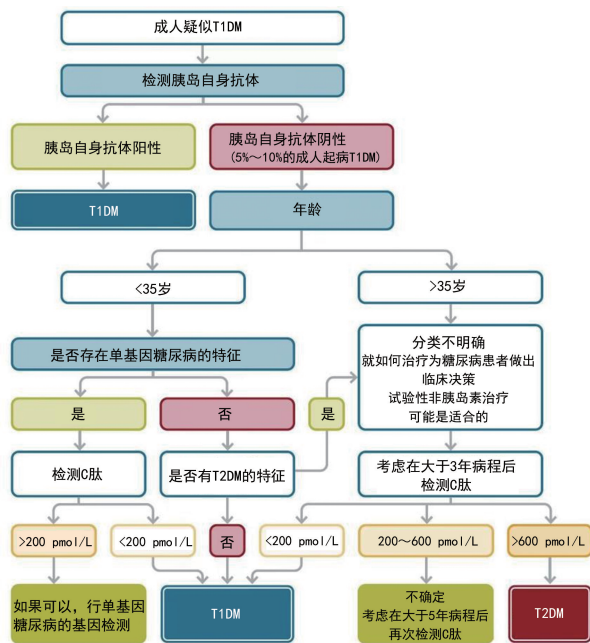 成人疑似T1DM
检测胰岛自身抗体
胰岛自身抗体阳性
胰岛自身抗体阴性
(5%～10%的成人起病T1DM)
T1DM
年龄
<35岁
>35岁
是否存在单基因糖尿病的特征
分类不明确
就如何治疗为糖尿病患者做出
临床决策
试验性非胰岛素治疗
可能是适合的
是
否
是
检测C肽
是否有T2DM的特征
考虑在大于3年病程后
检测C肽
>200 pmol/L
<200 pmol/L
否
<200 pmol/L
200～600 pmol/L
>600 pmol/L
如果可以，行单基因
糖尿病的基因检测
T1DM
不确定
考虑在大于5年病程后
再次检测C肽
T2DM